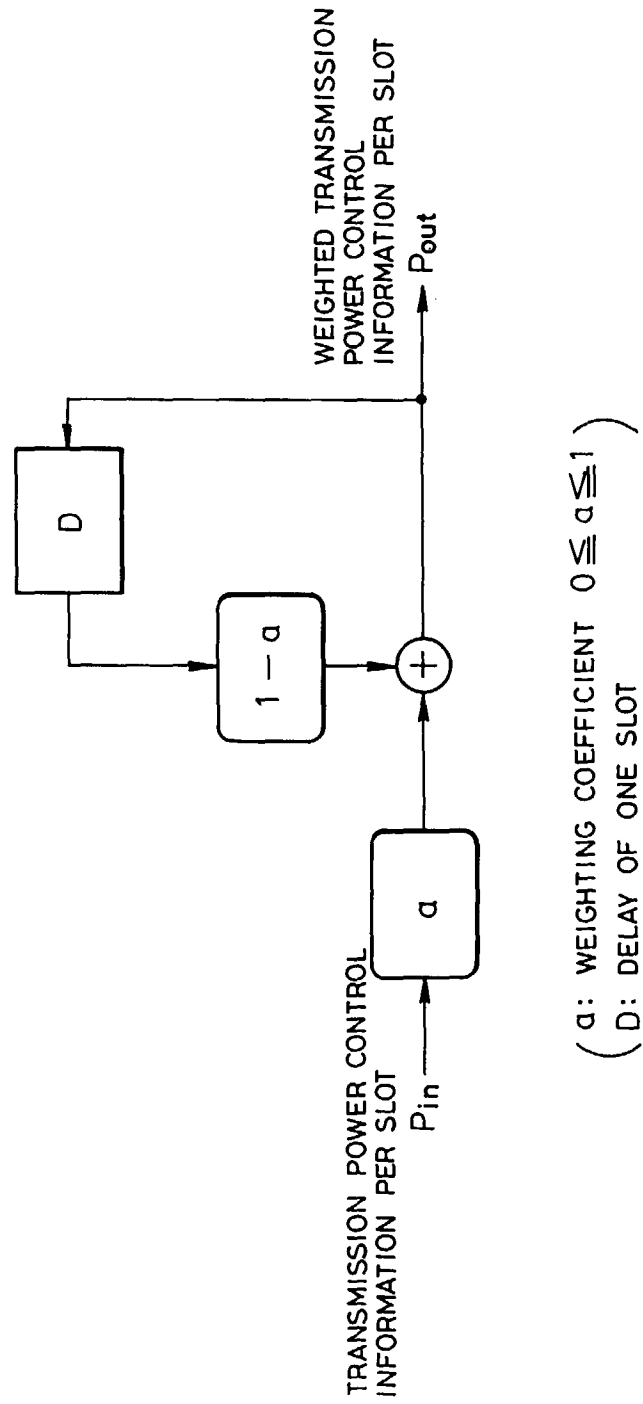 TRANSMISSION POWER CONTROL
INFORMATION PER SLOT
Pin
a
1 − a
D
+
WEIGHTED TRANSMISSION
POWER CONTROL
INFORMATION PER SLOT
Pout
a: WEIGHTING COEFFICIENT 0≦a≦1
D: DELAY OF ONE SLOT